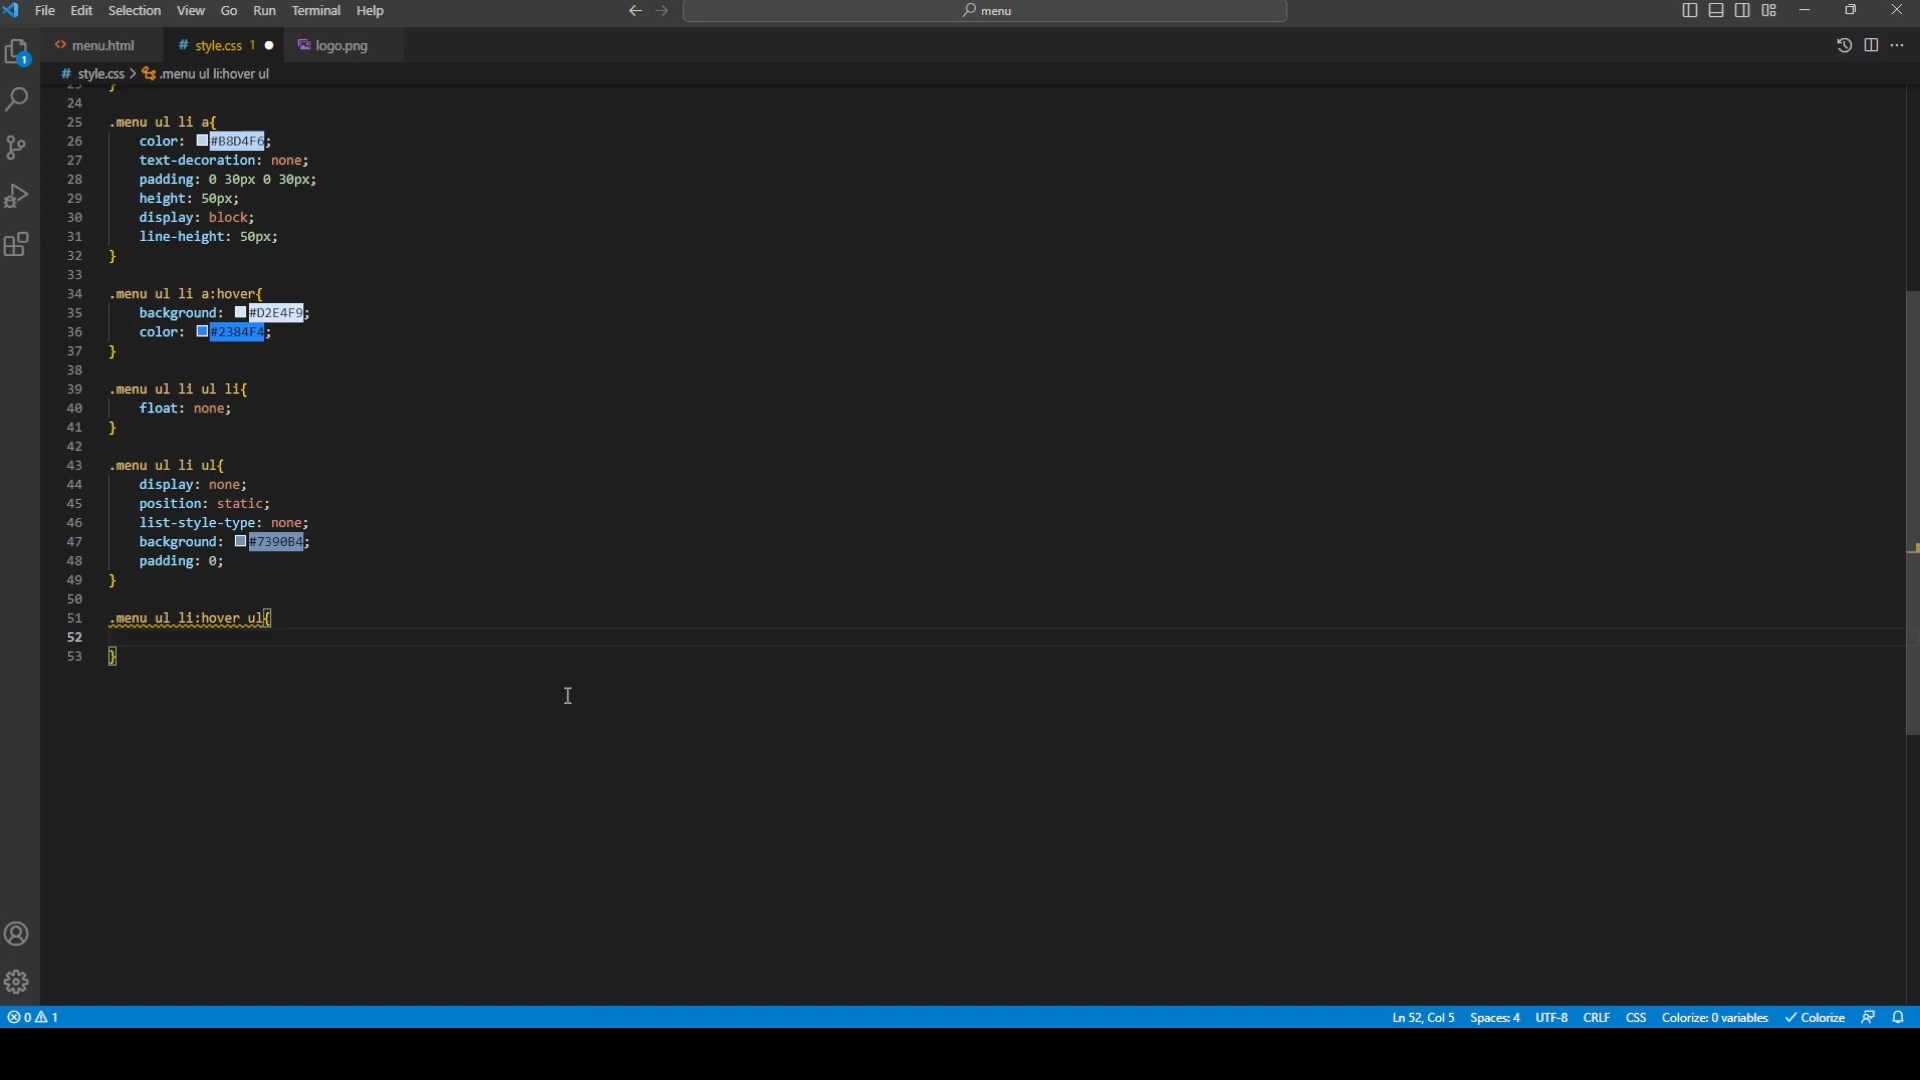 File Edit Selection View Go Run Terminal Help
menu
menu.html
style.css 1
logo.png
style.css > .menu ul li:hover ul
23 }
24
25 .menu ul li a{
26 color: #B8D4F6;
27 text-decoration: none;
28 padding: 0 30px 0 30px;
29 height: 50px;
30 display: block;
31 line-height: 50px;
32 }
33
34 .menu ul li a:hover{
35 background: #D2E4F9;
36 color: #2384F4;
37 }
38
39 .menu ul li ul li{
40 float: none;
41 }
42
43 .menu ul li ul{
44 display: none;
45 position: static;
46 list-style-type: none;
47 background: #7390B4;
48 padding: 0;
49 }
50
51 .menu ul li:hover ul{
52
53 }
1
0 1
Ln 52, Col 5 Spaces: 4 UTF-8 CRLF CSS Colorize: 0 variables Colorize